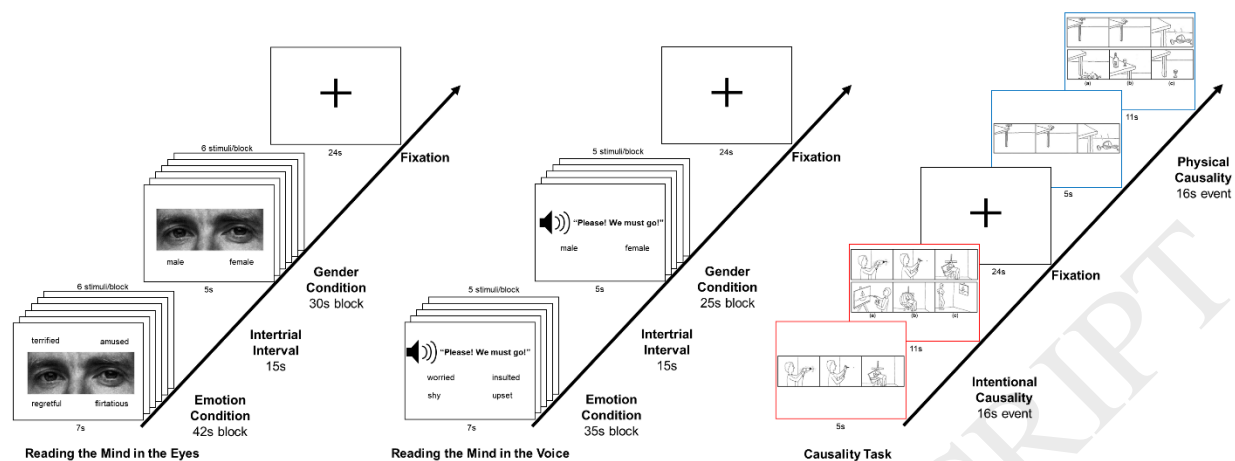 6 stimuli/block
terrified amused
regretful flirtatious
7s
Emotion
Condition
42s block
Intertrial
Interval
15s
6 stimuli/block
male female
5s
Gender
Condition
30s block
24s
Fixation
Reading the Mind in the Eyes
5 stimuli/block
“Please! We must go!”
worried insulted
shy upset
7s
Emotion
Condition
35s block
Intertrial
Interval
15s
5 stimuli/block
“Please! We must go!”
male female
5s
Gender
Condition
25s block
24s
Fixation
Reading the Mind in the Voice
5s
(a) (b) (c)
11s
Intentional
Causality
16s event
24s
Fixation
5s
(a) (b) (c)
11s
Physical
Causality
16s event
Causality Task
CRIPT